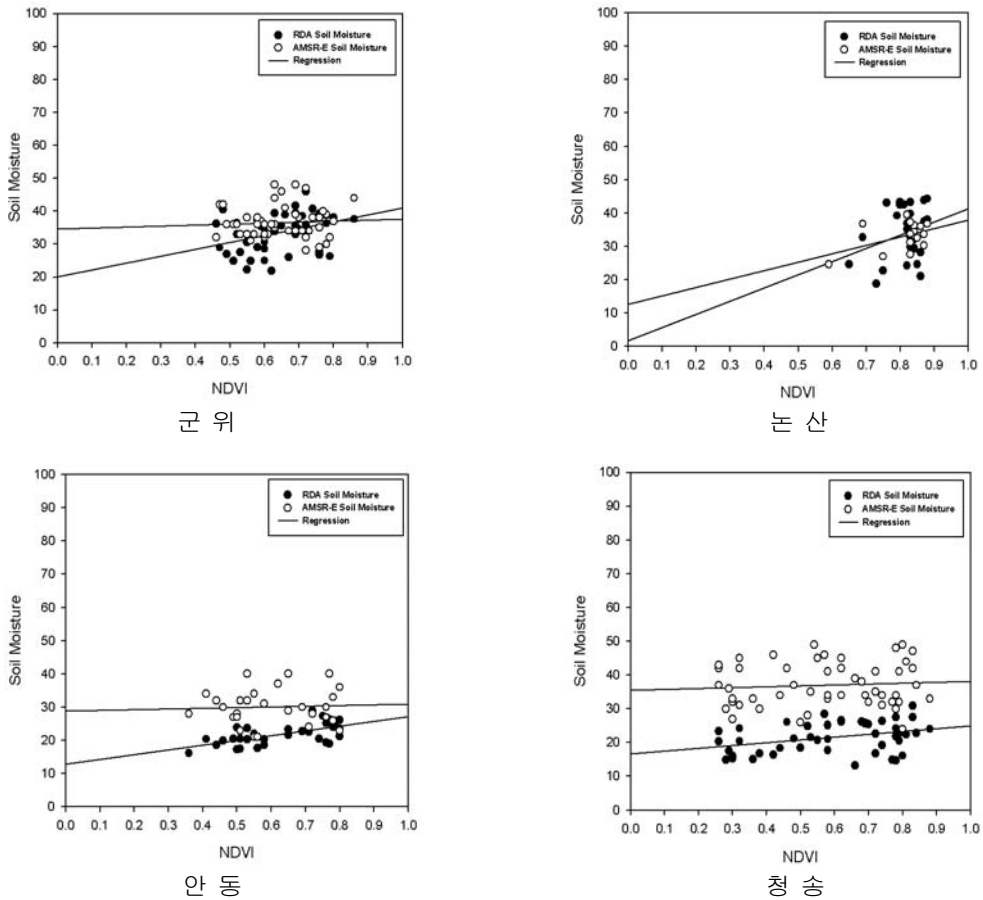 100
90
80
70
60
50
40
30
20
10
0
Soil Moisture
RDA Soil Moisture
AMSR-E Soil Moisture
Regression
0.0 0.1 0.2 0.3 0.4 0.5 0.6 0.7 0.8 0.9 1.0
NDVI
군 위
100
90
80
70
60
50
40
30
20
10
0
Soil Moisture
RDA Soil Moisture
AMSR-E Soil Moisture
Regression
0.0 0.1 0.2 0.3 0.4 0.5 0.6 0.7 0.8 0.9 1.0
NDVI
논 산
100
90
80
70
60
50
40
30
20
10
0
Soil Moisture
RDA Soil Moisture
AMSR-E Soil Moisture
Regression
0.0 0.1 0.2 0.3 0.4 0.5 0.6 0.7 0.8 0.9 1.0
NDVI
안 동
100
90
80
70
60
50
40
30
20
10
0
Soil Moisture
RDA Soil Moisture
AMSR-E Soil Moisture
Regression
0.0 0.1 0.2 0.3 0.4 0.5 0.6 0.7 0.8 0.9 1.0
NDVI
청 송